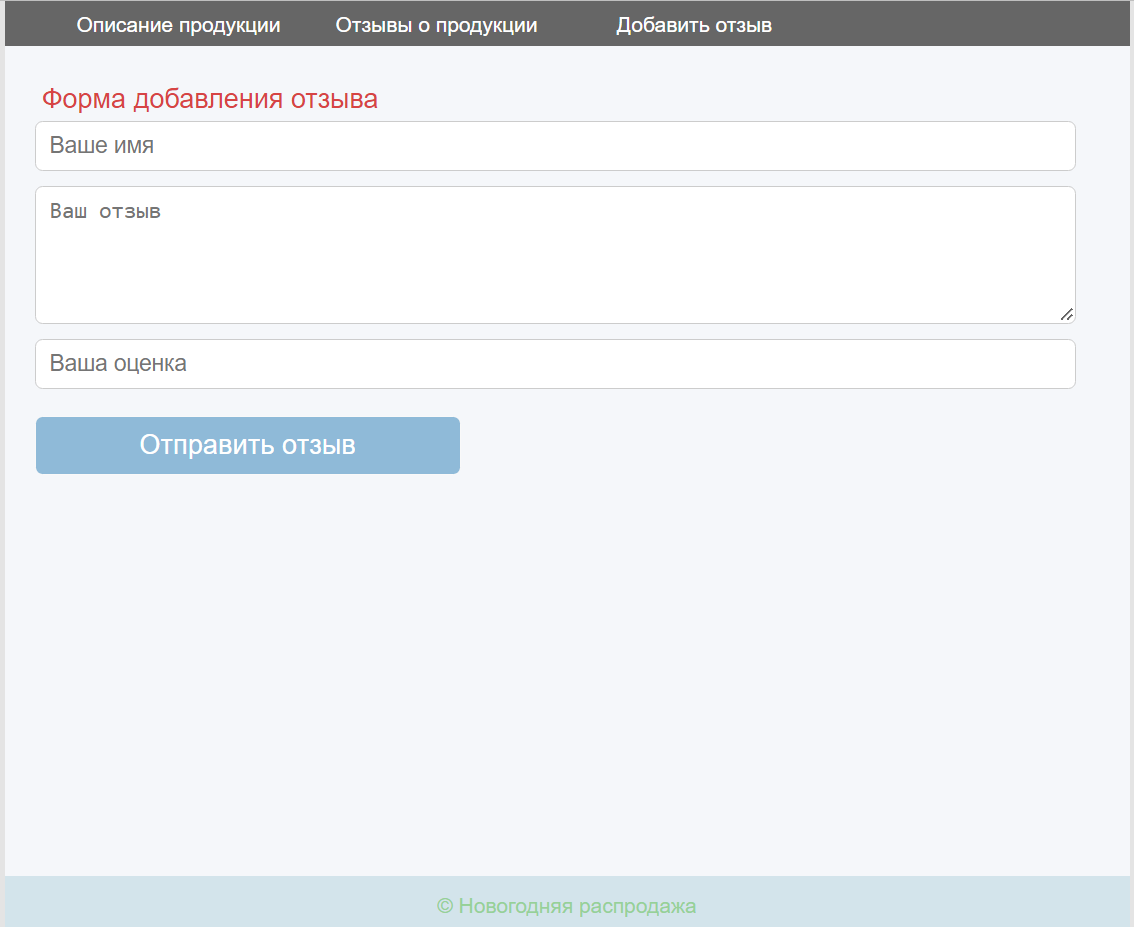 Описание продукции Отзывы о продукции Добавить отзыв
Форма добавления отзыва
Ваше имя
Ваш отзыв
Ваша оценка
Отправить отзыв
© Новогодняя распродажа